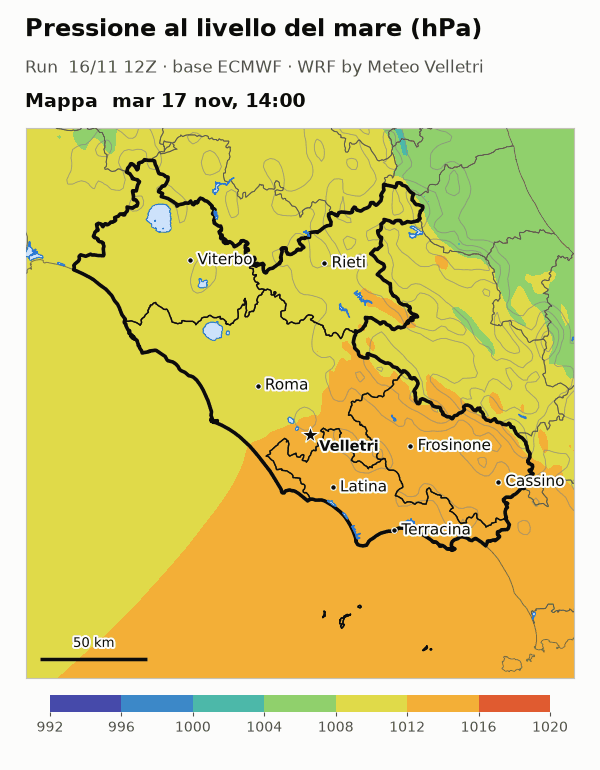 Pressione al livello del mare (hPa)
Run  16/11 12Z · base ECMWF · WRF by Meteo Velletri
Mappa  mar 17 nov, 14:00
Viterbo
Rieti
Roma
Velletri
Frosinone
Cassino
Latina
Terracina
50 km
992 996 1000 1004 1008 1012 1016 1020